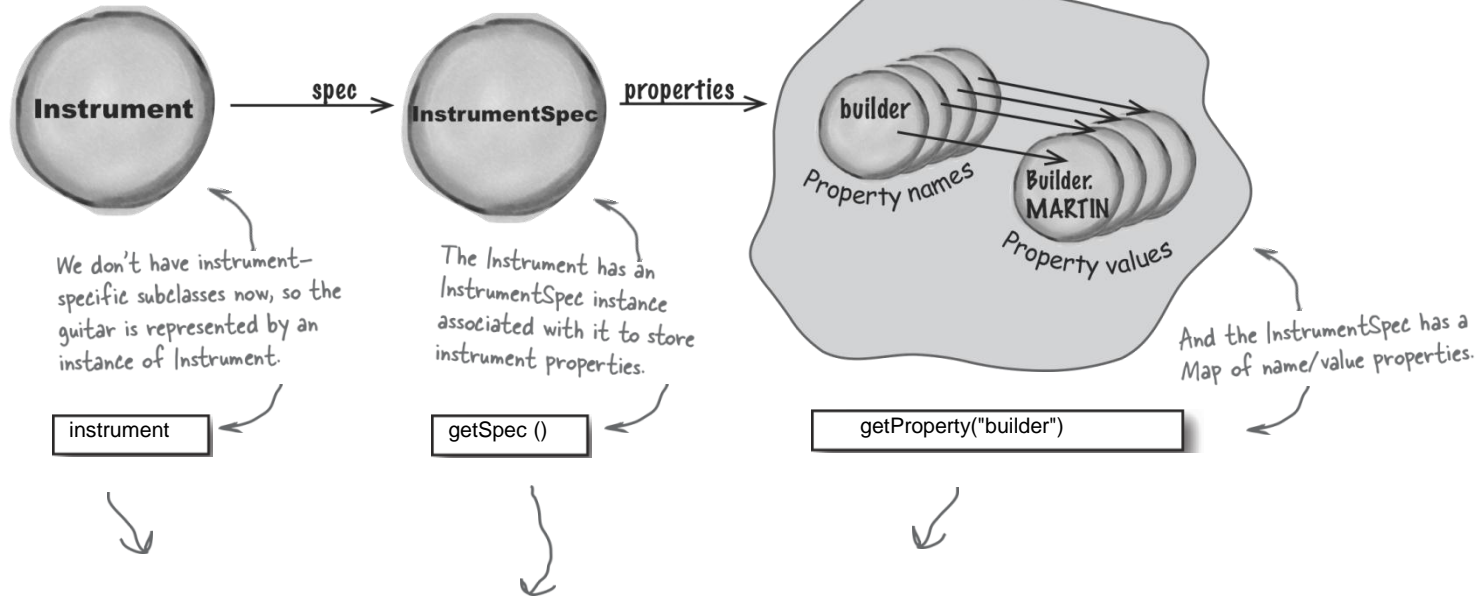 Instrument
spec
InstrumentSpec
properties
builder
Property names
Builder.
MARTIN
Property values
We don't have instrument-
specific subclasses now, so the
guitar is represented by an
instance of Instrument.
The Instrument has an
InstrumentSpec instance
associated with it to store
instrument properties.
And the InstrumentSpec has a
Map of name/value properties.
instrument
getSpec ()
getProperty("builder")